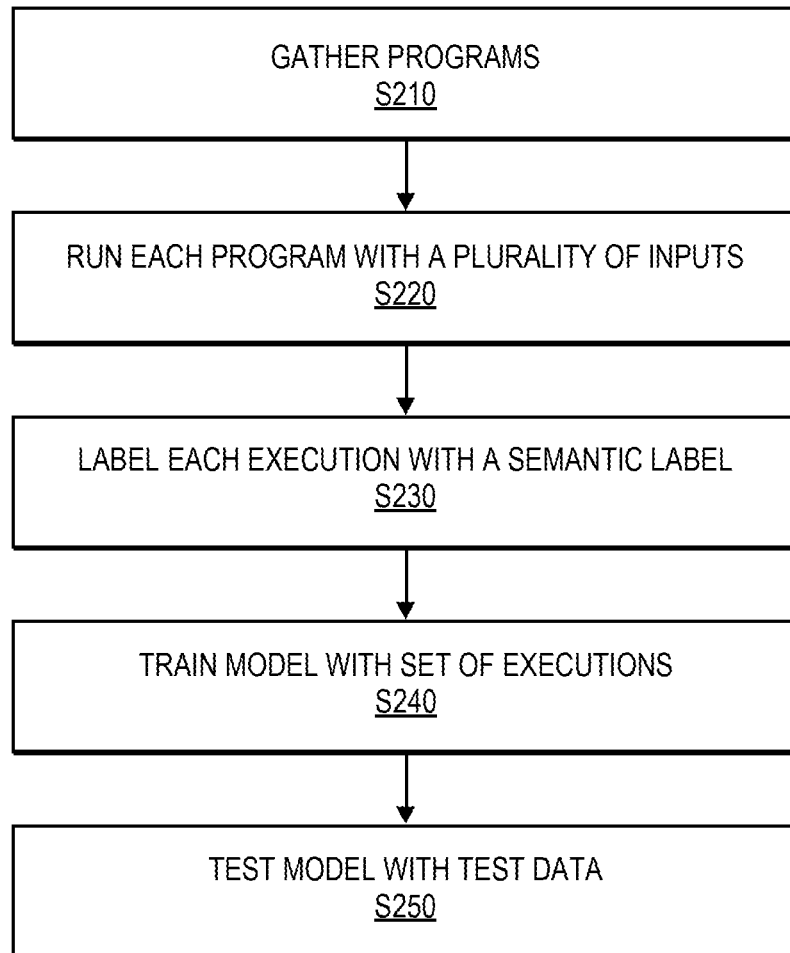 GATHER PROGRAMS
S210
RUN EACH PROGRAM WITH A PLURALITY OF INPUTS
S220
LABEL EACH EXECUTION WITH A SEMANTIC LABEL
S230
TRAIN MODEL WITH SET OF EXECUTIONS
S240
TEST MODEL WITH TEST DATA
S250